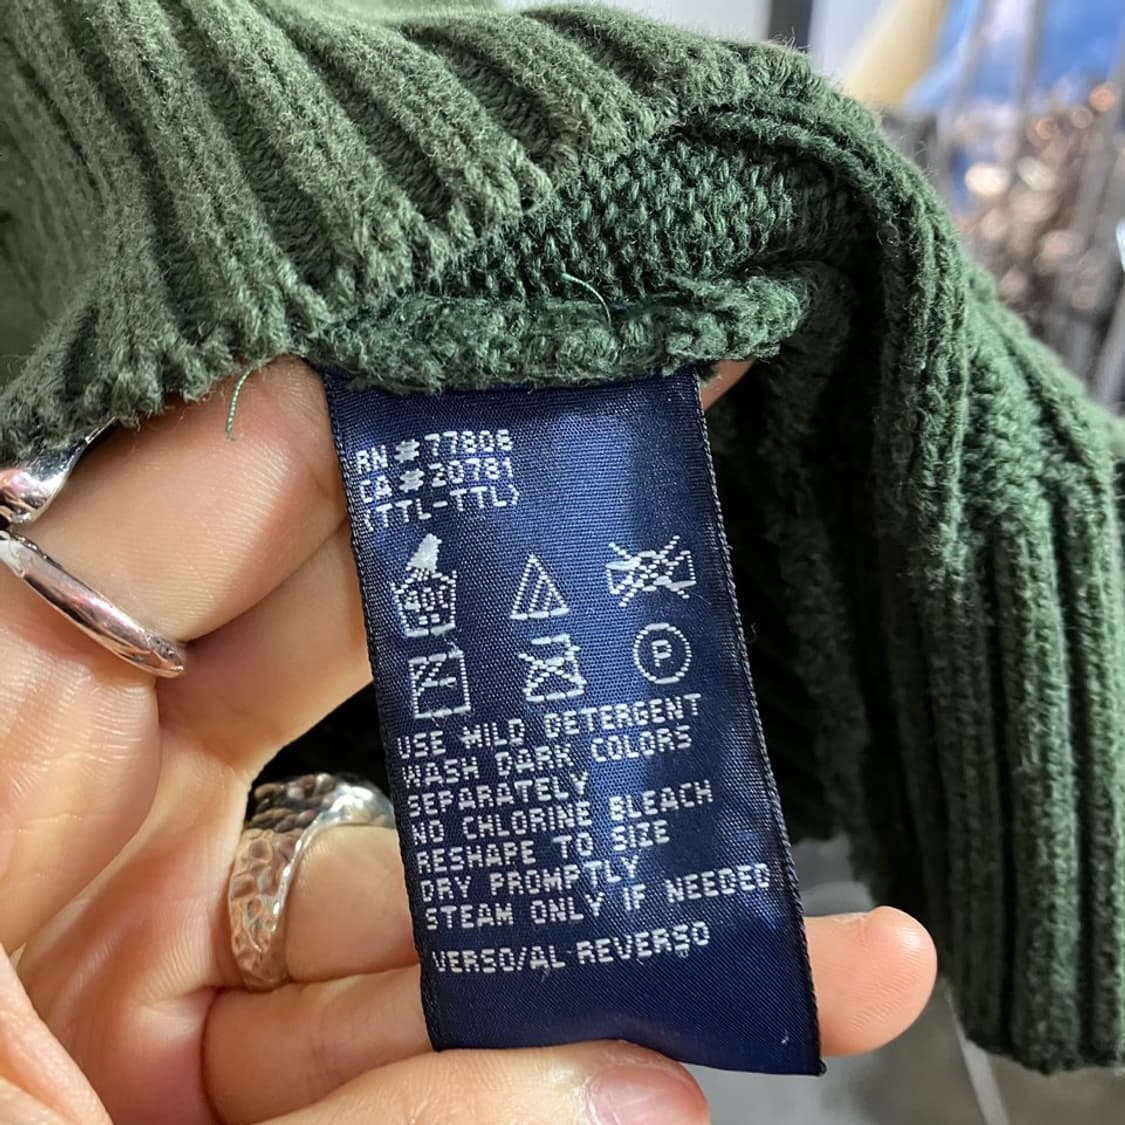 RN # 77806
CA # 20781
(TTL-TTL)
40°
P
USE MILD DETERGENT
WASH DARK COLORS
SEPARATELY
NO CHLORINE BLEACH
RESHAPE TO SIZE
DRY PROMPTLY
STEAM ONLY IF NEEDED
VERSO/AL REVERSO